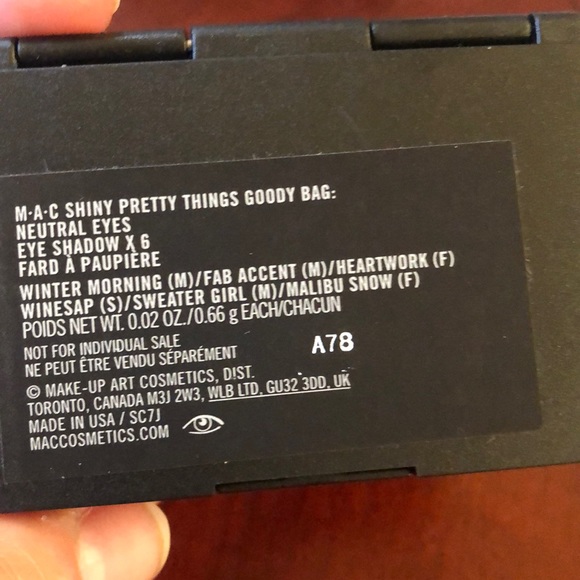 M·A·C SHINY PRETTY THINGS GOODY BAG:
NEUTRAL EYES
EYE SHADOW X 6
FARD À PAUPIÈRE
WINTER MORNING (M)/FAB ACCENT (M)/HEARTWORK (F)
WINESAP (S)/SWEATER GIRL (M)/MALIBU SNOW (F)
POIDS NET WT. 0.02 OZ./0.66 g EACH/CHACUN
NOT FOR INDIVIDUAL SALE
NE PEUT ÊTRE VENDU SÉPARÉMENT
A78
© MAKE-UP ART COSMETICS, DIST.
TORONTO, CANADA M3J 2W3, WLB LTD, GU32 3DD, UK
MADE IN USA / SC7J
MACCOSMETICS.COM